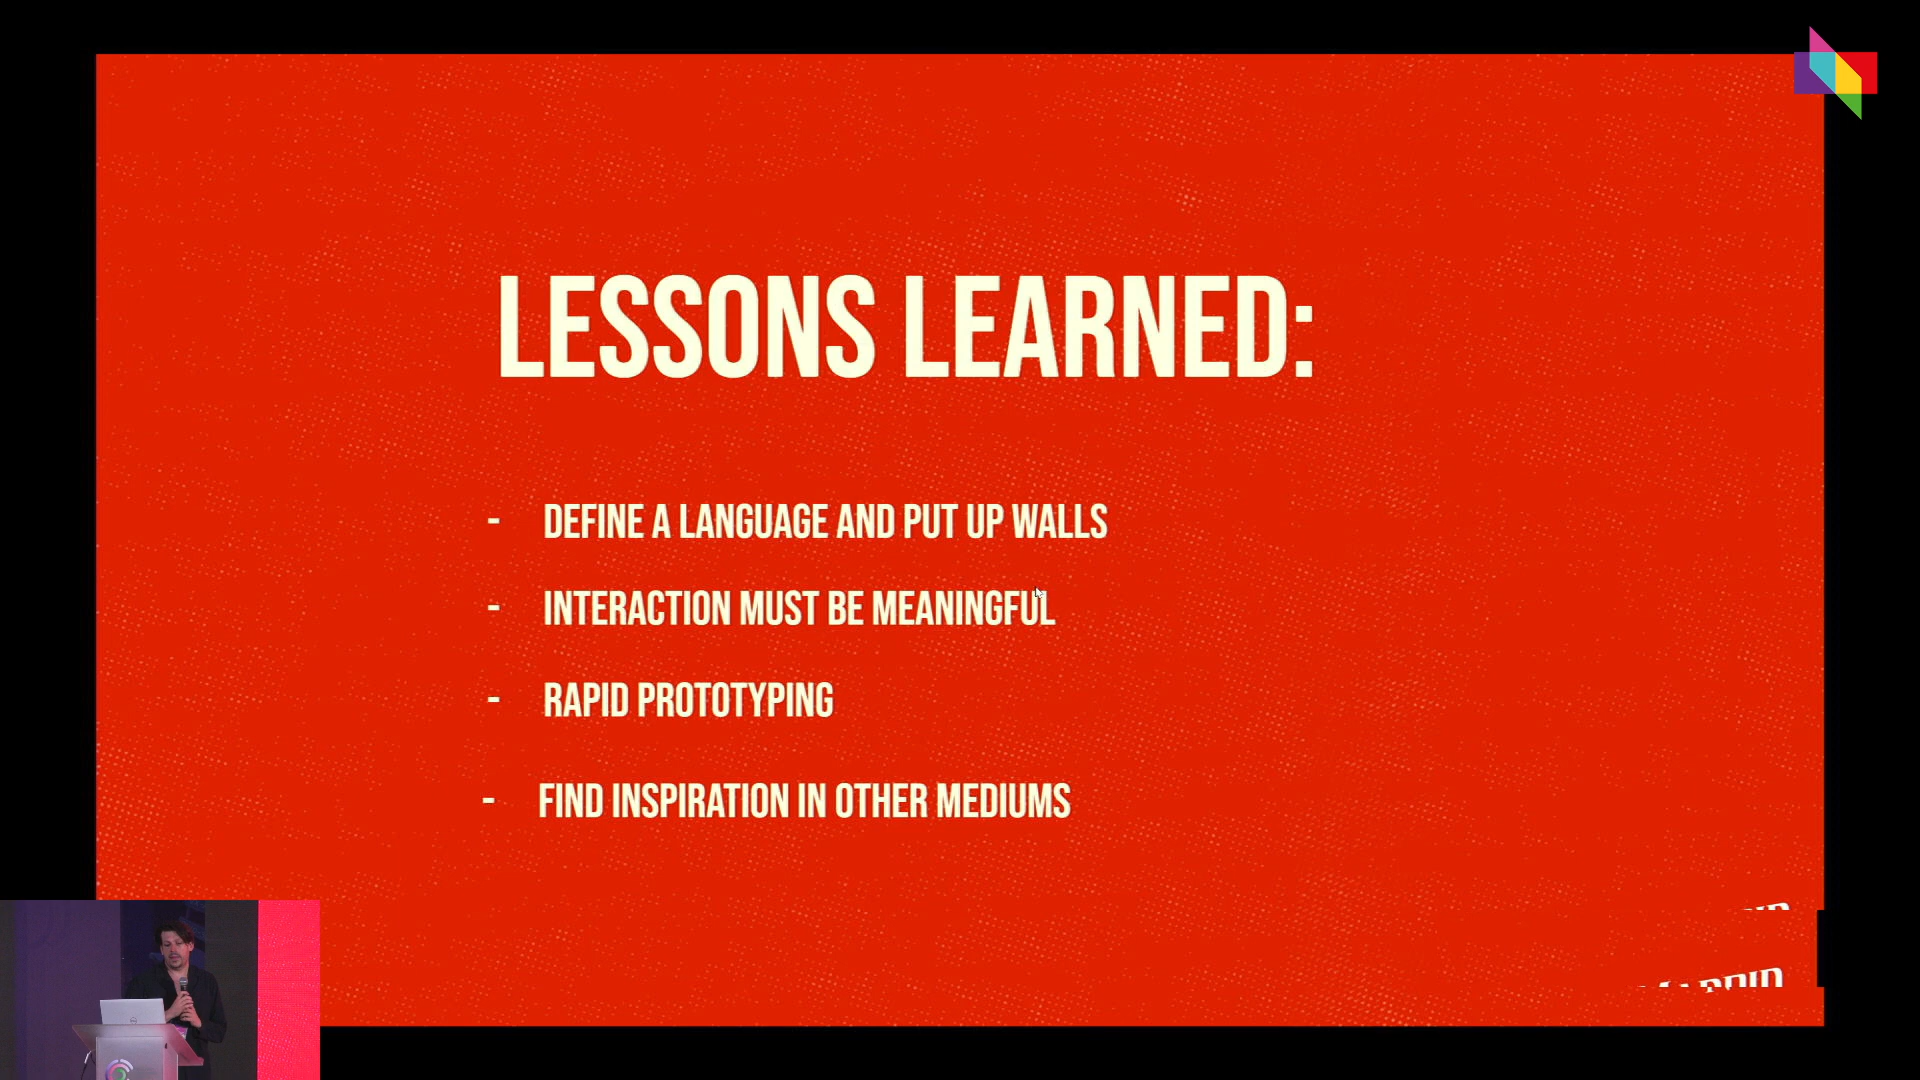 LESSONS LEARNED:
- DEFINE A LANGUAGE AND PUT UP WALLS
- INTERACTION MUST BE MEANINGFUL
- RAPID PROTOTYPING
- FIND INSPIRATION IN OTHER MEDIUMS